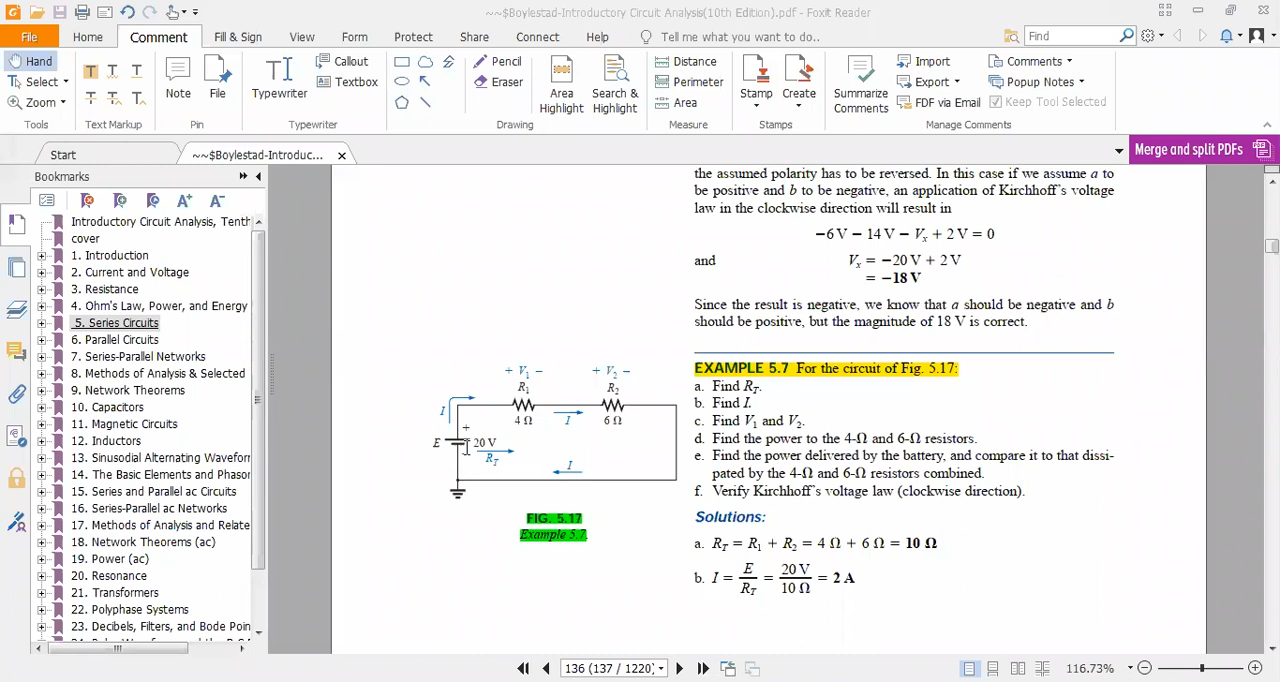 ~~$Boylestad-Introductory Circuit Analysis(10th Edition).pdf - Foxit Reader
File Home Comment Fill & Sign View Form Protect Share Connect Help Tell me what you want to do.. Find
Hand
Select
Zoom
Tools
Text Markup
Note
File
Pin
Typewriter
Callout
Textbox
Typewriter
Pencil
Eraser
Area Highlight
Search & Highlight
Drawing
Distance
Perimeter
Area
Measure
Stamp
Create
Stamps
Summarize Comments
Import
Export
FDF via Email
Comments
Popup Notes
Keep Tool Selected
Manage Comments
Start
~~$Boylestad-Introduc...
Merge and split PDFs
Bookmarks
Introductory Circuit Analysis, Tenth
cover
1. Introduction
2. Current and Voltage
3. Resistance
4. Ohm's Law, Power, and Energy
5. Series Circuits
6. Parallel Circuits
7. Series-Parallel Networks
8. Methods of Analysis & Selected
9. Network Theorems
10. Capacitors
11. Magnetic Circuits
12. Inductors
13. Sinusoidal Alternating Waveform
14. The Basic Elements and Phasor
15. Series and Parallel ac Circuits
16. Series-Parallel ac Networks
17. Methods of Analysis and Relate
18. Network Theorems (ac)
19. Power (ac)
20. Resonance
21. Transformers
22. Polyphase Systems
23. Decibels, Filters, and Bode Poin
the assumed polarity has to be reversed. In this case if we assume a to
be positive and b to be negative, an application of Kirchhoff's voltage
law in the clockwise direction will result in
−6 V − 14 V − Vx + 2 V = 0
and Vx = −20 V + 2 V
= −18 V
Since the result is negative, we know that a should be negative and b
should be positive, but the magnitude of 18 V is correct.
EXAMPLE 5.7 For the circuit of Fig. 5.17:
a. Find RT.
b. Find I.
c. Find V1 and V2.
d. Find the power to the 4-Ω and 6-Ω resistors.
e. Find the power delivered by the battery, and compare it to that dissi-
pated by the 4-Ω and 6-Ω resistors combined.
f. Verify Kirchhoff's voltage law (clockwise direction).
Solutions:
a. RT = R1 + R2 = 4 Ω + 6 Ω = 10 Ω
b. I = E/RT = 20 V/10 Ω = 2 A
+ V1 − + V2 −
R1 R2
I
4 Ω I 6 Ω
+
E 20 V
RT
I
FIG. 5.17
Example 5.7.
136 (137 / 1220)
116.73%